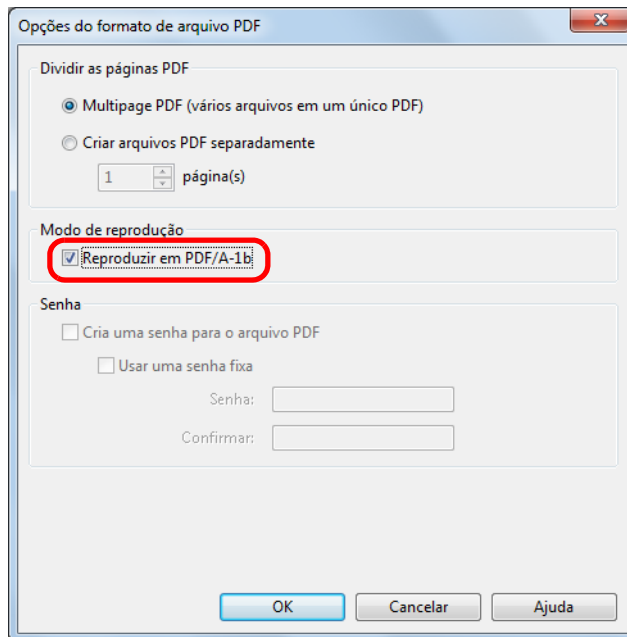 Opções do formato de arquivo PDF
Dividir as páginas PDF
Multipage PDF (vários arquivos em um único PDF)
Criar arquivos PDF separadamente
1 página(s)
Modo de reprodução
Reproduzir em PDF/A-1b
Senha
Cria uma senha para o arquivo PDF
Usar uma senha fixa
Senha:
Confirmar:
OK Cancelar Ajuda